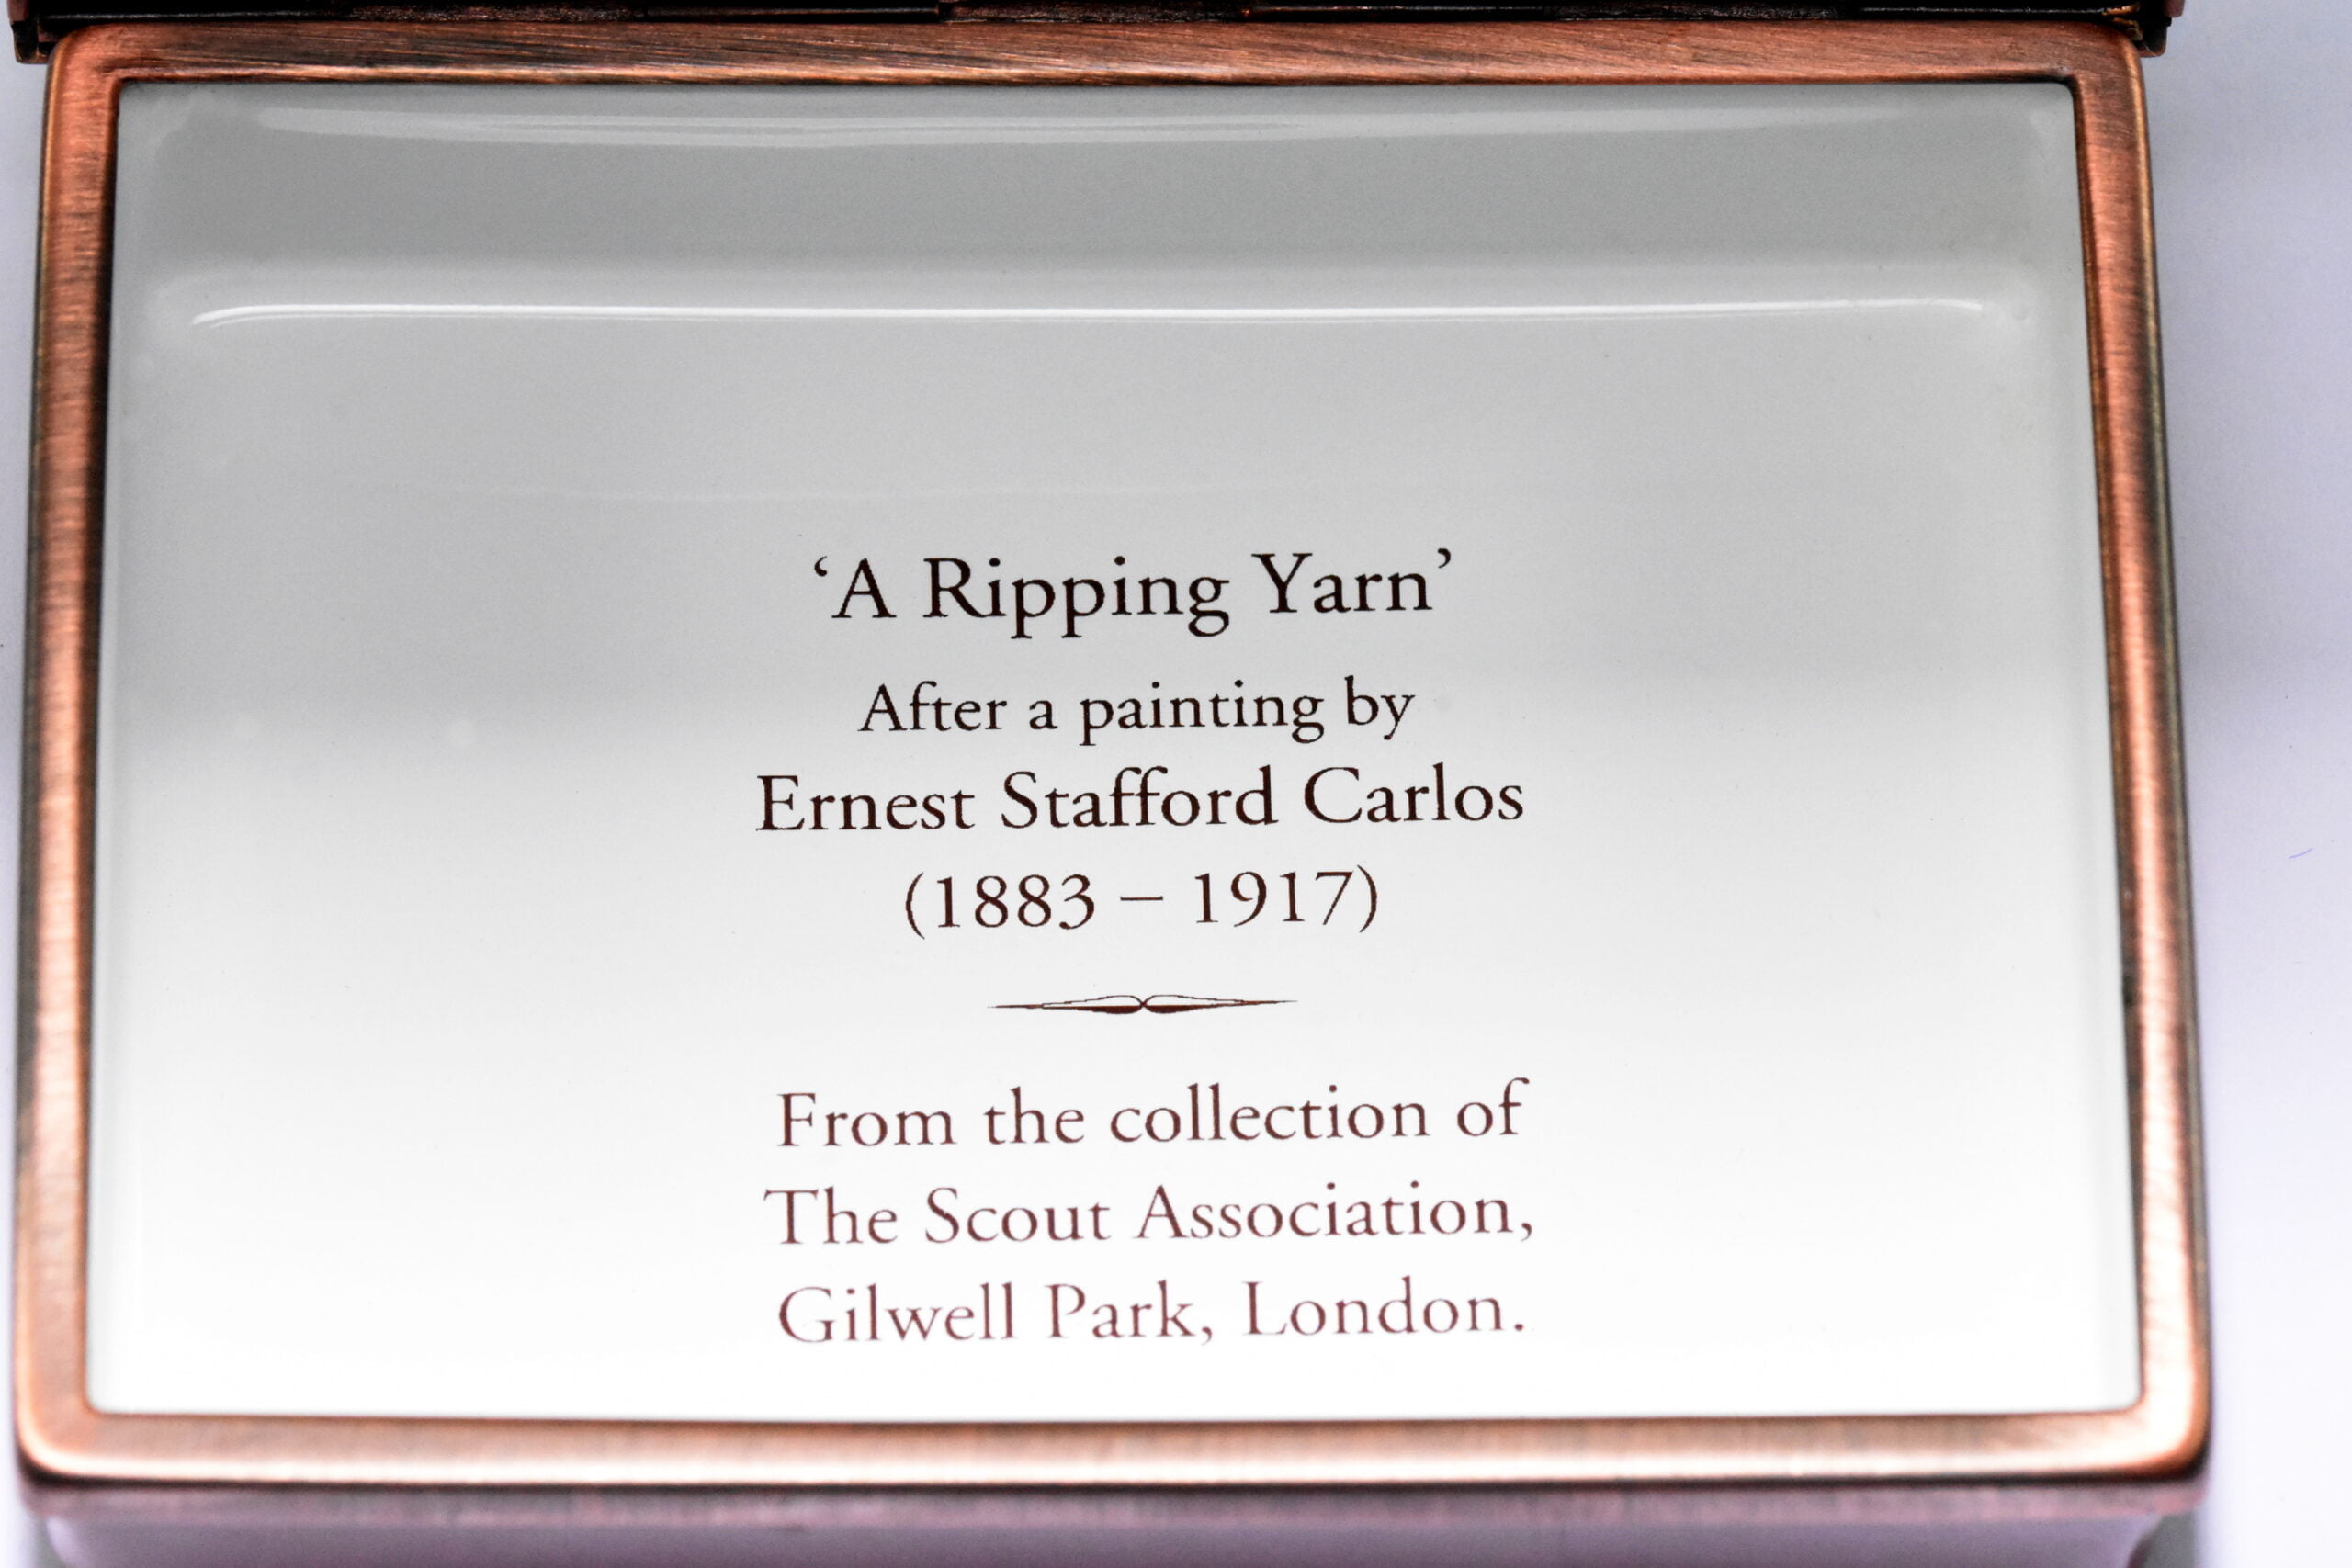 ‘A Ripping Yarn’
After a painting by
Ernest Stafford Carlos
(1883 – 1917)
From the collection of
The Scout Association,
Gilwell Park, London.